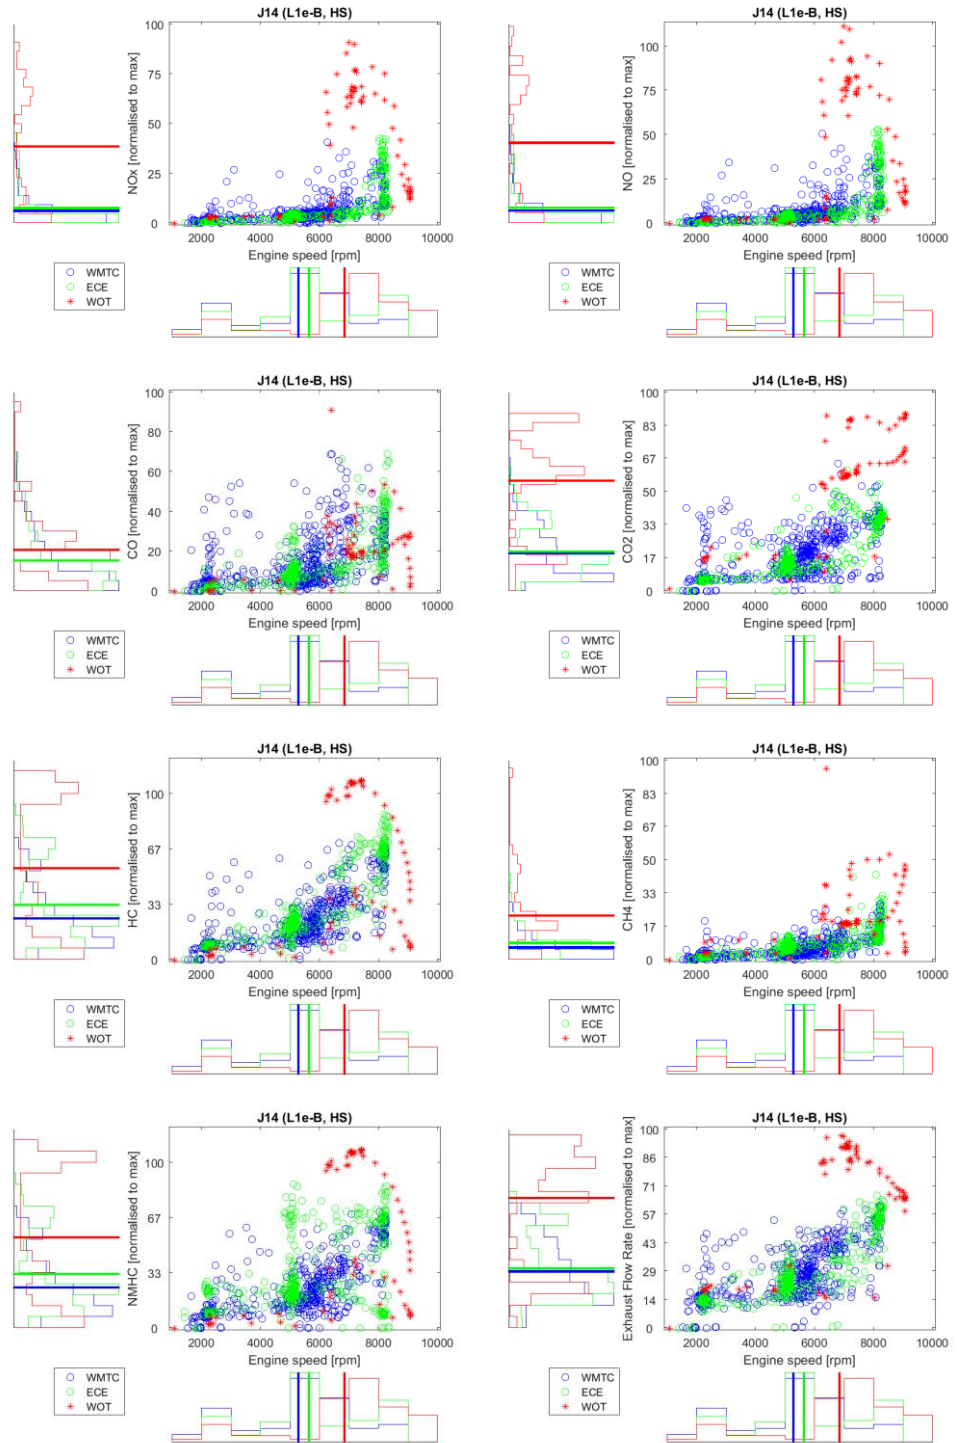 J14 (L1e-B, HS)
NOx [normalised to max]
100
75
50
25
0
2000 4000 6000 8000 10000
Engine speed [rpm]
WMTC
ECE
WOT
J14 (L1e-B, HS)
NO [normalised to max]
100
75
50
25
0
2000 4000 6000 8000 10000
Engine speed [rpm]
J14 (L1e-B, HS)
CO [normalised to max]
100
80
60
40
20
0
2000 4000 6000 8000 10000
Engine speed [rpm]
WMTC
ECE
WOT
J14 (L1e-B, HS)
CO2 [normalised to max]
100
83
67
50
33
17
0
2000 4000 6000 8000 10000
Engine speed [rpm]
WMTC
ECE
WOT
J14 (L1e-B, HS)
HC [normalised to max]
100
67
33
0
2000 4000 6000 8000 10000
Engine speed [rpm]
WMTC
ECE
WOT
J14 (L1e-B, HS)
CH4 [normalised to max]
100
83
67
50
33
17
0
2000 4000 6000 8000 10000
Engine speed [rpm]
WMTC
ECE
WOT
J14 (L1e-B, HS)
NMHC [normalised to max]
100
67
33
0
2000 4000 6000 8000 10000
Engine speed [rpm]
WMTC
ECE
WOT
J14 (L1e-B, HS)
Exhaust Flow Rate [normalised to max]
100
86
71
57
43
29
14
0
2000 4000 6000 8000 10000
Engine speed [rpm]
WMTC
ECE
WOT